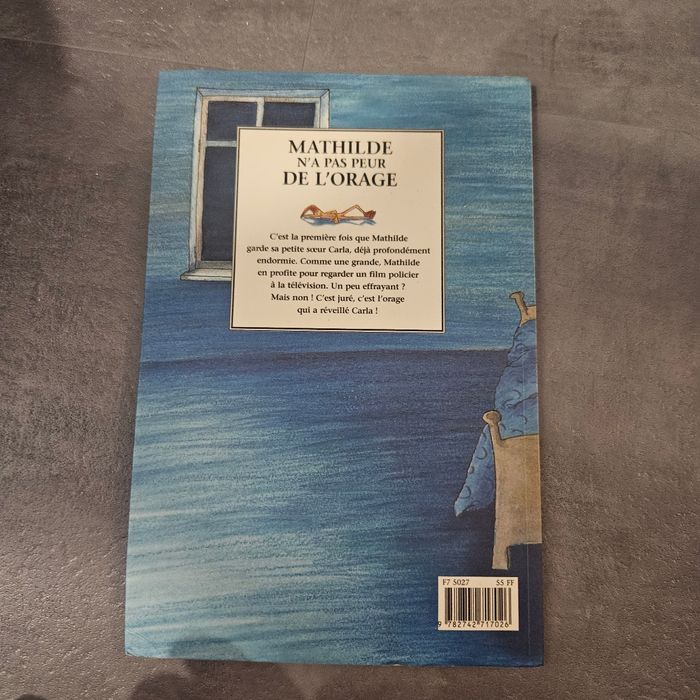 MATHILDE
N'A PAS PEUR
DE L'ORAGE
C'est la première fois que Mathilde
garde sa petite sœur Carla, déjà profondément
endormie. Comme une grande, Mathilde
en profite pour regarder un film policier
à la télévision. Un peu effrayant ?
Mais non ! C'est juré, c'est l'orage
qui a réveillé Carla !
F7 5027 55 FF
9 782742 717026